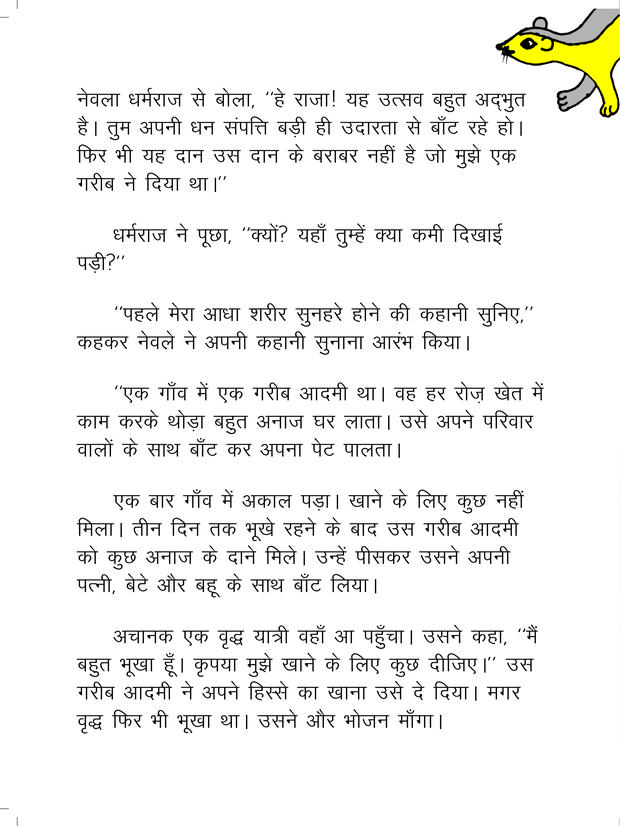 नेवला धर्मराज से बोला, ''हे राजा! यह उत्सव बहुत अद्‌भुत
है। तुम अपनी धन संपत्ति बड़ी ही उदारता से बाँट रहे हो।
फिर भी यह दान उस दान के बराबर नहीं है जो मुझे एक
गरीब ने दिया था।''
धर्मराज ने पूछा, ''क्यों? यहाँ तुम्हें क्या कमी दिखाई
पड़ी?''
''पहले मेरा आधा शरीर सुनहरे होने की कहानी सुनिए,''
कहकर नेवले ने अपनी कहानी सुनाना आरंभ किया।
''एक गाँव में एक गरीब आदमी था। वह हर रोज़ खेत में
काम करके थोड़ा बहुत अनाज घर लाता। उसे अपने परिवार
वालों के साथ बाँट कर अपना पेट पालता।
एक बार गाँव में अकाल पड़ा। खाने के लिए कुछ नहीं
मिला। तीन दिन तक भूखे रहने के बाद उस गरीब आदमी
को कुछ अनाज के दाने मिले। उन्हें पीसकर उसने अपनी
पत्नी, बेटे और बहू के साथ बाँट लिया।
अचानक एक वृद्ध यात्री वहाँ आ पहुँचा। उसने कहा, ''मैं
बहुत भूखा हूँ। कृपया मुझे खाने के लिए कुछ दीजिए।'' उस
गरीब आदमी ने अपने हिस्से का खाना उसे दे दिया। मगर
वृद्ध फिर भी भूखा था। उसने और भोजन माँगा।